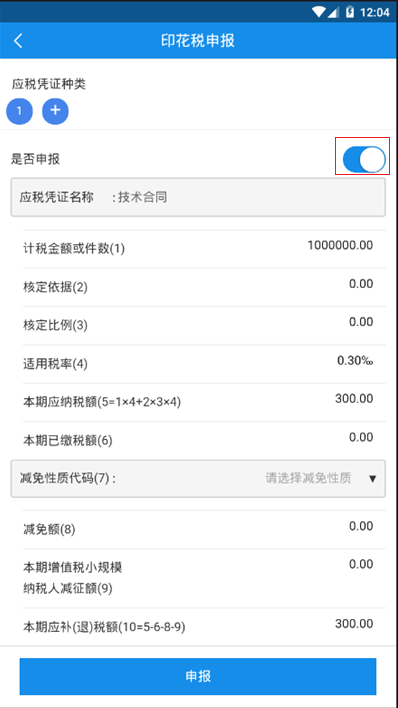 12:04
印花税申报
应税凭证种类
1 +
是否申报
应税凭证名称 :技术合同
计税金额或件数(1) 1000000.00
核定依据(2) 0.00
核定比例(3) 0.00
适用税率(4) 0.30‰
本期应纳税额(5=1×4+2×3×4) 300.00
本期已缴税额(6) 0.00
减免性质代码(7) : 请选择减免性质 ▼
减免额(8) 0.00
本期增值税小规模 0.00
纳税人减征额(9)
本期应补(退)税额(10=5-6-8-9) 300.00
申报